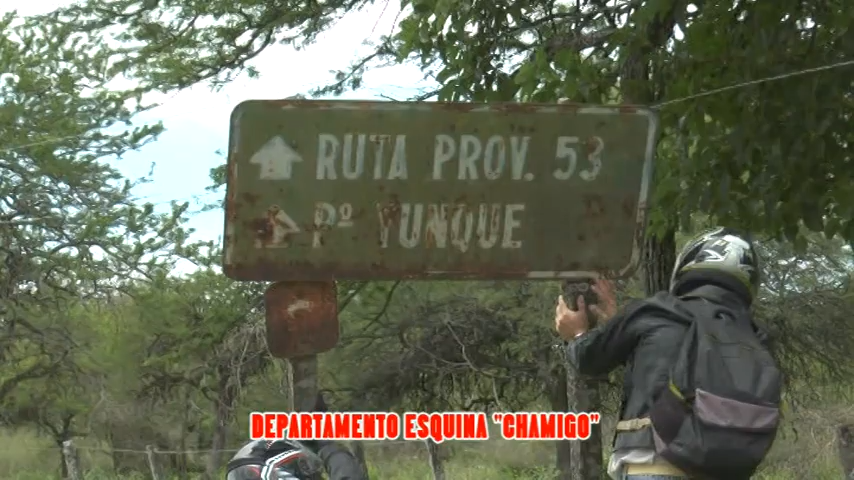 RUTA PROV. 53
Pº YUNQUE
DEPARTAMENTO ESQUINA "CHAMIGO"